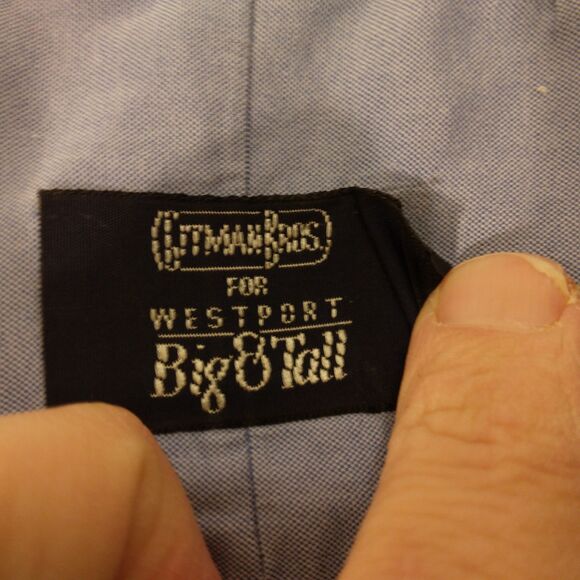 GITMAN BROS.
FOR
WESTPORT
Big & Tall